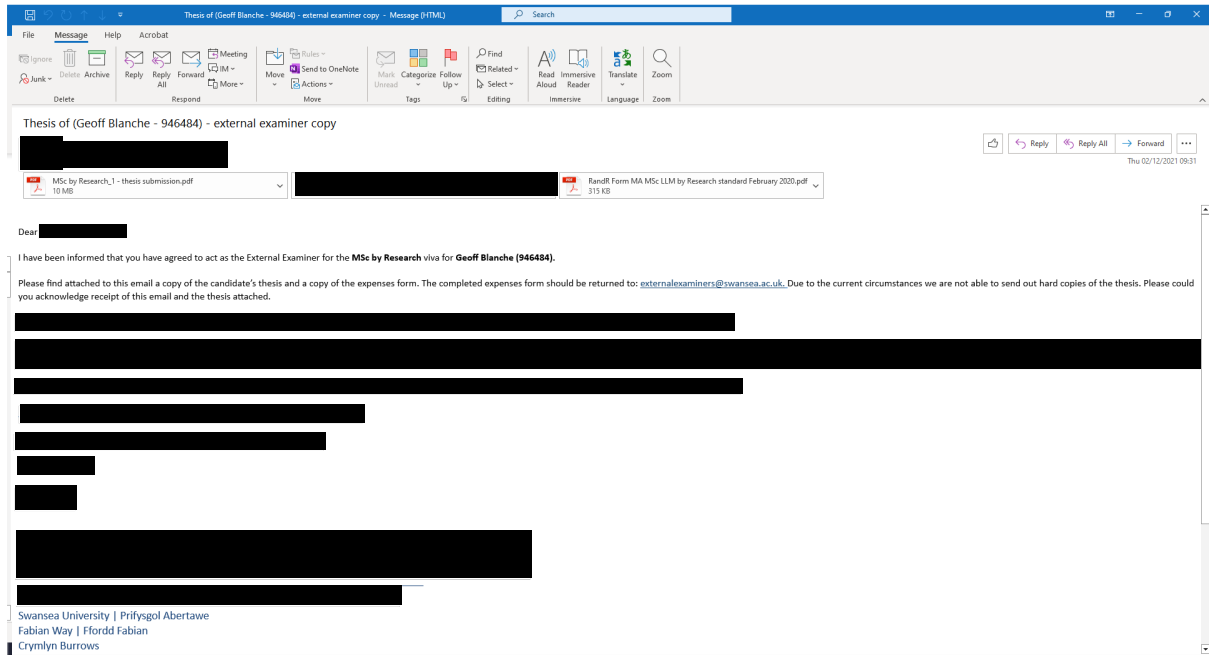 Thesis of (Geoff Blanche - 946484) - external examiner copy - Message (HTML)
Search
File Message Help Acrobat
Ignore
Junk
Delete Archive
Reply Reply All Forward
Meeting
IM
More
Move
Rules
Send to OneNote
Actions
Mark Unread Categorize Follow Up
Find
Related
Select
Read Aloud Immersive Reader
Translate
Zoom
Delete Respond Move Tags Editing Immersive Language Zoom
Thesis of (Geoff Blanche - 946484) - external examiner copy
Reply Reply All Forward
Thu 02/12/2021 09:31
MSc by Research_1 - thesis submission.pdf
10 MB
RandR Form MA MSc LLM by Research standard February 2020.pdf
315 KB
Dear
I have been informed that you have agreed to act as the External Examiner for the MSc by Research viva for Geoff Blanche (946484).
Please find attached to this email a copy of the candidate's thesis and a copy of the expenses form. The completed expenses form should be returned to: externalexaminers@swansea.ac.uk. Due to the current circumstances we are not able to send out hard copies of the thesis. Please could
you acknowledge receipt of this email and the thesis attached.
Swansea University | Prifysgol Abertawe
Fabian Way | Ffordd Fabian
Crymlyn Burrows